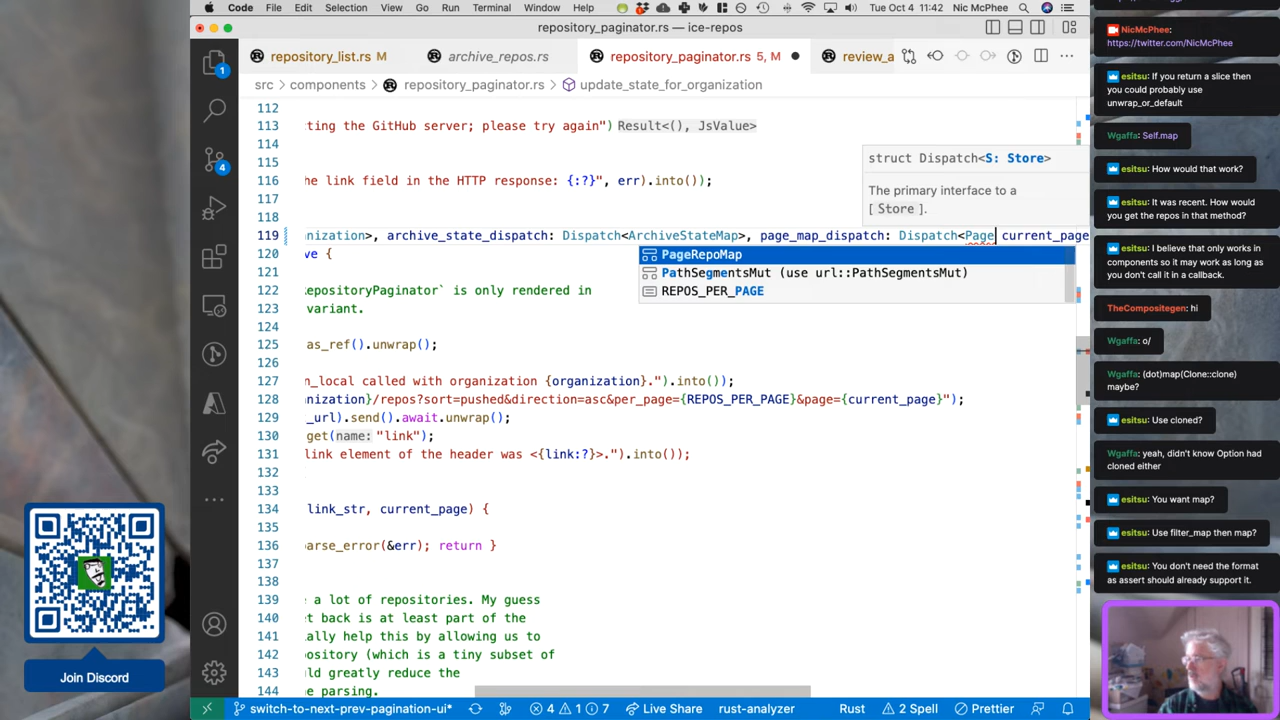 Code File Edit Selection View Go Run Terminal Window Help Tue Oct 4 11:42 Nic McPhee
repository_paginator.rs — ice-repos
repository_list.rs M
archive_repos.rs
repository_paginator.rs 5, M
review_a
src > components > repository_paginator.rs > update_state_for_organization
112
113 ting the GitHub server; please try again") Result<(), JsValue>
114
115
116 he link field in the HTTP response: {:?}", err).into());
117
118
119 nization>, archive_state_dispatch: Dispatch<ArchiveStateMap>, page_map_dispatch: Dispatch<Page current_page
120 ve {
121
122 epositoryPaginator` is only rendered in
123 variant.
124
125 as_ref().unwrap();
126
127 n_local called with organization {organization}.").into());
128 nization}/repos?sort=pushed&direction=asc&per_page={REPOS_PER_PAGE}&page={current_page}");
129 _url).send().await.unwrap();
130 get(name: "link");
131 link element of the header was <{link:?}>.").into());
132
133
134 link_str, current_page) {
135
136 arse_error(&err); return }
137
138
139 e a lot of repositories. My guess
140 et back is at least part of the
141 ally help this by allowing us to
142 ository (which is a tiny subset of
143 ld greatly reduce the
144 me parsing.
struct Dispatch<S: Store>
The primary interface to a
[ Store ].
PageRepoMap
PathSegmentsMut (use url::PathSegmentsMut)
REPOS_PER_PAGE
1
4
switch-to-next-prev-pagination-ui* 4 1 7 Live Share rust-analyzer Rust 2 Spell Prettier
Join Discord
NicMcPhee:
https://twitter.com/NicMcPhee
esitsu: If you return a slice then
you could probably use
unwrap_or_default
Wgaffa: Self.map
esitsu: How would that work?
esitsu: It was recent. How would
you get the repos in that method?
esitsu: I believe that only works in
components so it may work as long as
you don't call it in a callback.
TheCompositegen: hi
Wgaffa: o/
Wgaffa: (dot)map(Clone::clone)
maybe?
esitsu: Use cloned?
Wgaffa: yeah, didn't know Option had
cloned either
esitsu: You want map?
esitsu: Use filter_map then map?
esitsu: You don't need the format
as assert should already support it.